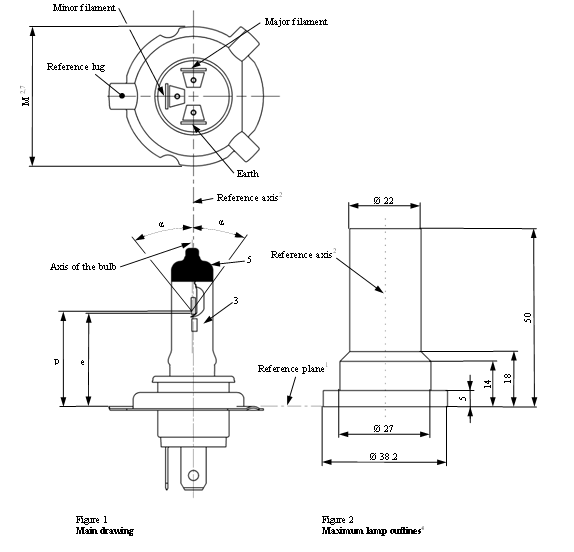 Minor filament
Major filament
Reference lug
M 2,7
Earth
Reference axis2
α α
Axis of the bulb
5
3
p
e
Ø 22
Reference axis2
50
Reference plane1
18
14
5
Ø 27
Ø 38.2
Figure 1
Main drawing
Figure 2
Maximum lamp outlines4